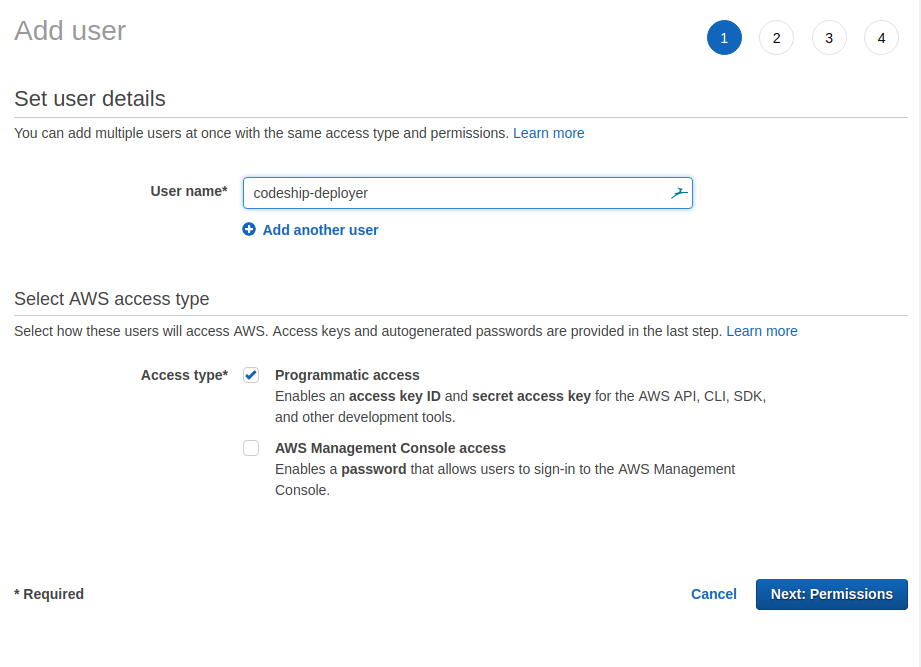 Add user
1 2 3 4
Set user details
You can add multiple users at once with the same access type and permissions. Learn more
User name* codeship-deployer
Add another user
Select AWS access type
Select how these users will access AWS. Access keys and autogenerated passwords are provided in the last step. Learn more
Access type* Programmatic access
Enables an access key ID and secret access key for the AWS API, CLI, SDK,
and other development tools.
AWS Management Console access
Enables a password that allows users to sign-in to the AWS Management
Console.
* Required Cancel Next: Permissions